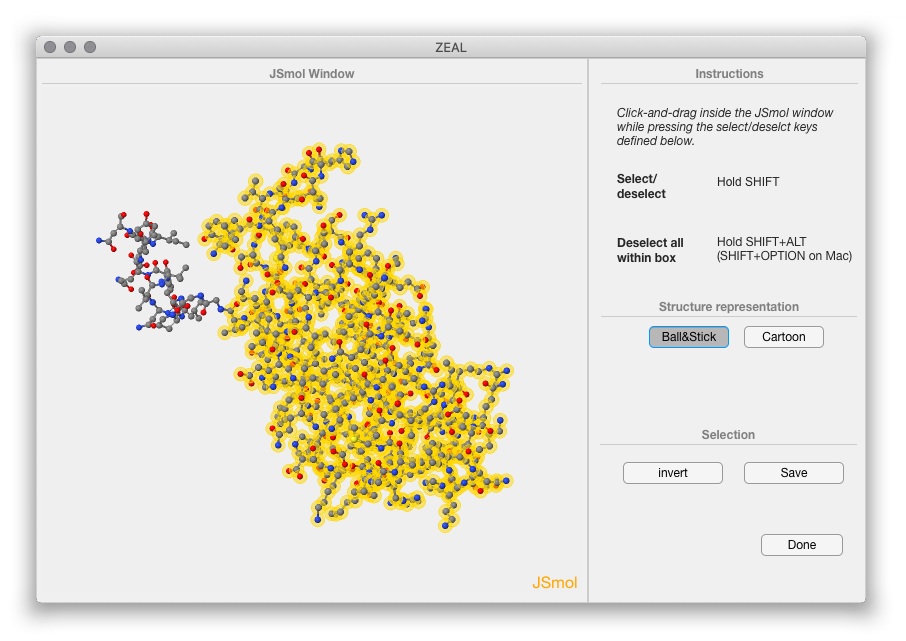 ZEAL
JSmol Window
Instructions
Click-and-drag inside the JSmol window
while pressing the select/deselct keys
defined below.
Select/
deselect
Hold SHIFT
Deselect all
within box
Hold SHIFT+ALT
(SHIFT+OPTION on Mac)
Structure representation
Ball&Stick
Cartoon
Selection
invert
Save
Done
JSmol